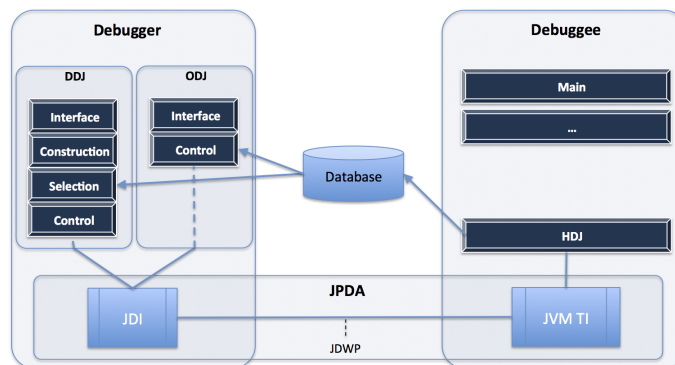 Debugger
Debuggee
DDJ
ODJ
Interface
Construction
Selection
Control
Interface
Control
Database
Main
...
HDJ
JPDA
JDI
JVM TI
JDWP